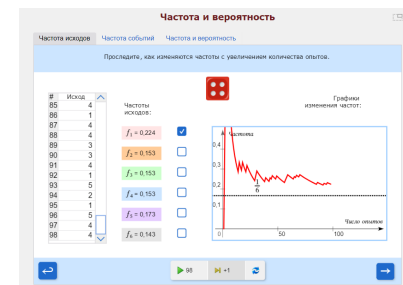 Частота и вероятность
Частота исходов Частота событий Частота и вероятность
Проследите, как изменяются частоты с увеличением количества опытов.
# Исход
85 4
86 1
87 4
88 4
89 3
90 3
91 4
92 1
93 5
94 2
95 1
96 5
97 4
98 4
Частоты
исходов:
f₁ = 0,224
f₂ = 0,153
f₃ = 0,153
f₄ = 0,153
f₅ = 0,173
f₆ = 0,143
Графики
изменения частот:
Частота
0,4
0,3
0,2
0,1
1
6
Число опытов
0 50 100
98 +1